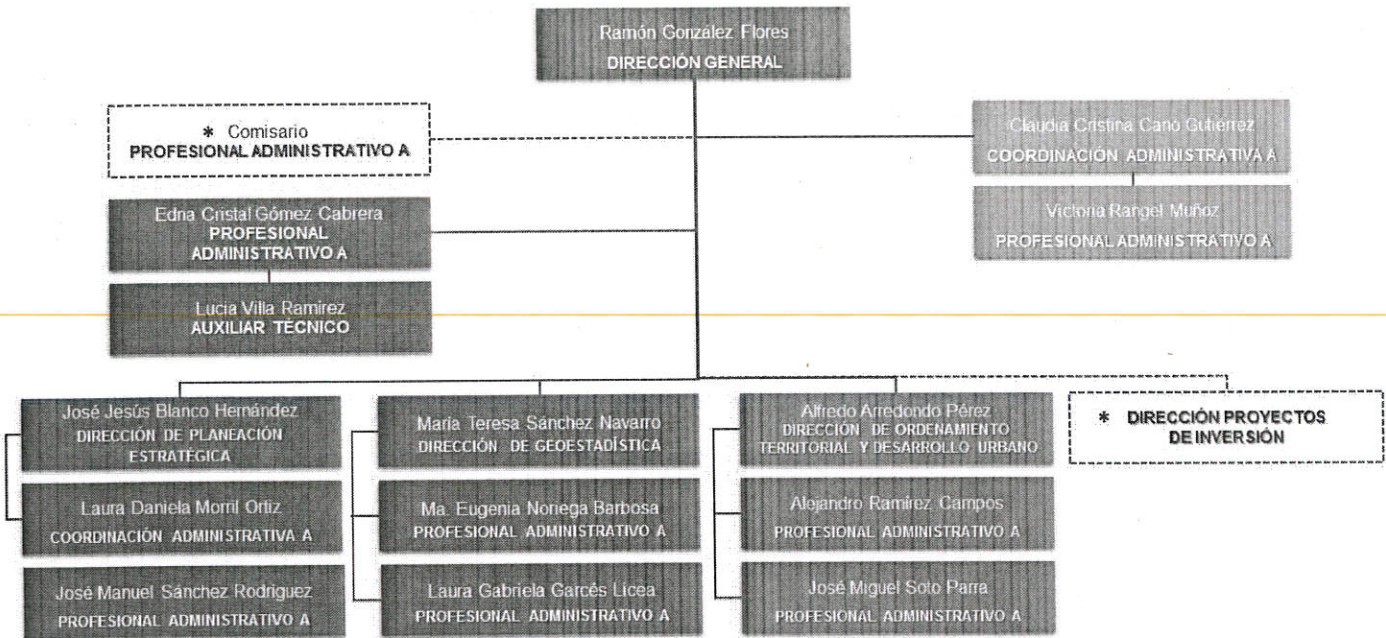 Ramón González Flores
DIRECCIÓN GENERAL
* Comisario
PROFESIONAL ADMINISTRATIVO A
Claudia Cristina Cano Gutierrez
COORDINACIÓN ADMINISTRATIVA A
Edna Cristal Gómez Cabrera
PROFESIONAL
ADMINISTRATIVO A
Victoria Rangel Muñoz
PROFESIONAL ADMINISTRATIVO A
Lucia Villa Ramírez
AUXILIAR TÉCNICO
José Jesús Blanco Hernández
DIRECCIÓN DE PLANEACIÓN
ESTRATÉGICA
María Teresa Sánchez Navarro
DIRECCIÓN DE GEOESTADÍSTICA
Alfredo Arredondo Pérez
DIRECCIÓN DE ORDENAMIENTO
TERRITORIAL Y DESARROLLO URBANO
* DIRECCIÓN PROYECTOS
DE INVERSIÓN
Laura Daniela Morril Ortiz
COORDINACIÓN ADMINISTRATIVA A
Ma. Eugenia Noriega Barbosa
PROFESIONAL ADMINISTRATIVO A
Alejandro Ramírez Campos
PROFESIONAL ADMINISTRATIVO A
José Manuel Sánchez Rodríguez
PROFESIONAL ADMINISTRATIVO A
Laura Gabriela Garcés Licea
PROFESIONAL ADMINISTRATIVO A
José Miguel Soto Parra
PROFESIONAL ADMINISTRATIVO A